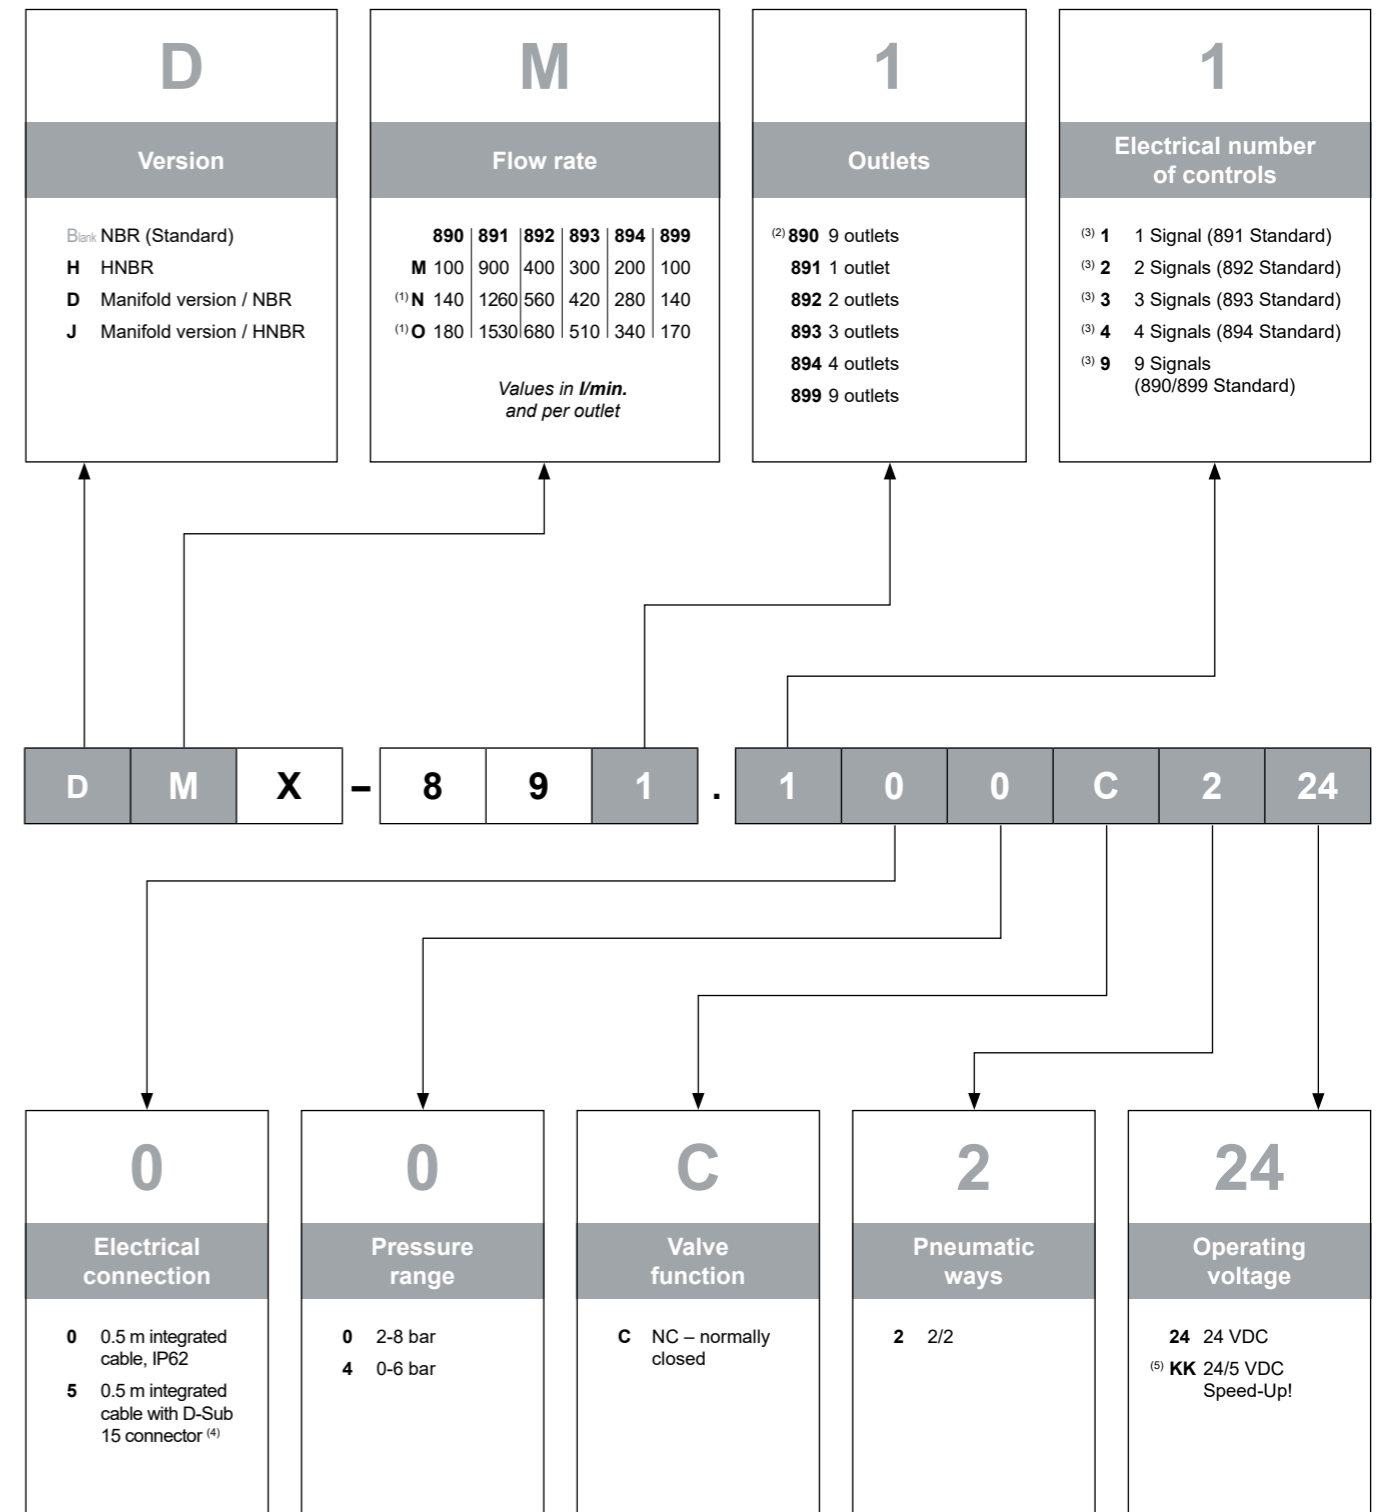 D
Version
Blank NBR (Standard)
H HNBR
D Manifold version / NBR
J Manifold version / HNBR
M
Flow rate
890 891 892 893 894 899
M 100 900 400 300 200 100
(1) N 140 1260 560 420 280 140
(1) O 180 1530 680 510 340 170
Values in l/min.
and per outlet
1
Outlets
(2) 890 9 outlets
891 1 outlet
892 2 outlets
893 3 outlets
894 4 outlets
899 9 outlets
1
Electrical number
of controls
(3) 1 1 Signal (891 Standard)
(3) 2 2 Signals (892 Standard)
(3) 3 3 Signals (893 Standard)
(3) 4 4 Signals (894 Standard)
(3) 9 9 Signals
(890/899 Standard)
D M X – 8 9 1 . 1 0 0 C 2 24
0
Electrical
connection
0 0.5 m integrated
cable, IP62
5 0.5 m integrated
cable with D-Sub
15 connector (4)
0
Pressure
range
0 2-8 bar
4 0-6 bar
C
Valve
function
C NC – normally
closed
2
Pneumatic
ways
2 2/2
24
Operating
voltage
24 24 VDC
(5) KK 24/5 VDC
Speed-Up!